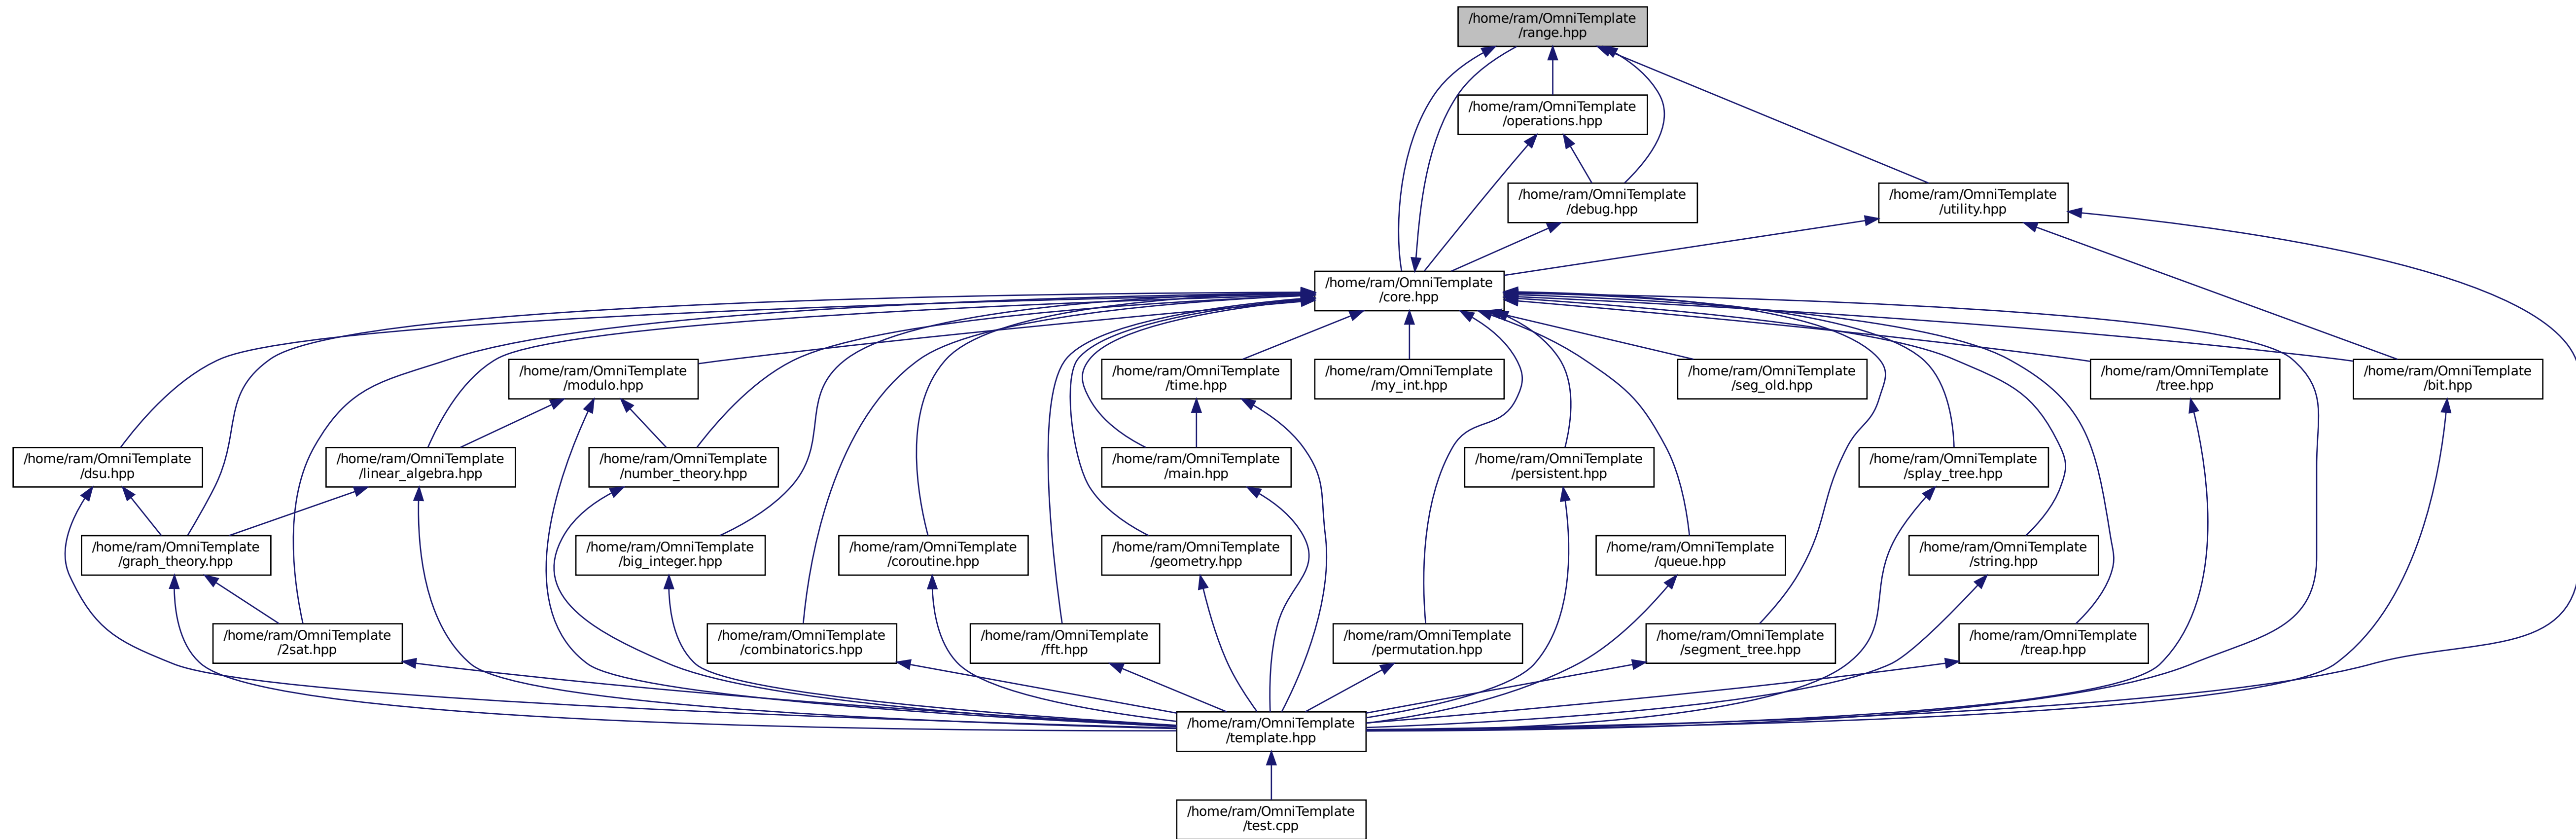 /home/ram/OmniTemplate
/range.hpp
/home/ram/OmniTemplate
/operations.hpp
/home/ram/OmniTemplate
/debug.hpp
/home/ram/OmniTemplate
/utility.hpp
/home/ram/OmniTemplate
/core.hpp
/home/ram/OmniTemplate
/modulo.hpp
/home/ram/OmniTemplate
/time.hpp
/home/ram/OmniTemplate
/my_int.hpp
/home/ram/OmniTemplate
/seg_old.hpp
/home/ram/OmniTemplate
/tree.hpp
/home/ram/OmniTemplate
/bit.hpp
/home/ram/OmniTemplate
/dsu.hpp
/home/ram/OmniTemplate
/linear_algebra.hpp
/home/ram/OmniTemplate
/number_theory.hpp
/home/ram/OmniTemplate
/main.hpp
/home/ram/OmniTemplate
/persistent.hpp
/home/ram/OmniTemplate
/splay_tree.hpp
/home/ram/OmniTemplate
/graph_theory.hpp
/home/ram/OmniTemplate
/big_integer.hpp
/home/ram/OmniTemplate
/coroutine.hpp
/home/ram/OmniTemplate
/geometry.hpp
/home/ram/OmniTemplate
/queue.hpp
/home/ram/OmniTemplate
/string.hpp
/home/ram/OmniTemplate
/2sat.hpp
/home/ram/OmniTemplate
/combinatorics.hpp
/home/ram/OmniTemplate
/fft.hpp
/home/ram/OmniTemplate
/permutation.hpp
/home/ram/OmniTemplate
/segment_tree.hpp
/home/ram/OmniTemplate
/treap.hpp
/home/ram/OmniTemplate
/template.hpp
/home/ram/OmniTemplate
/test.cpp